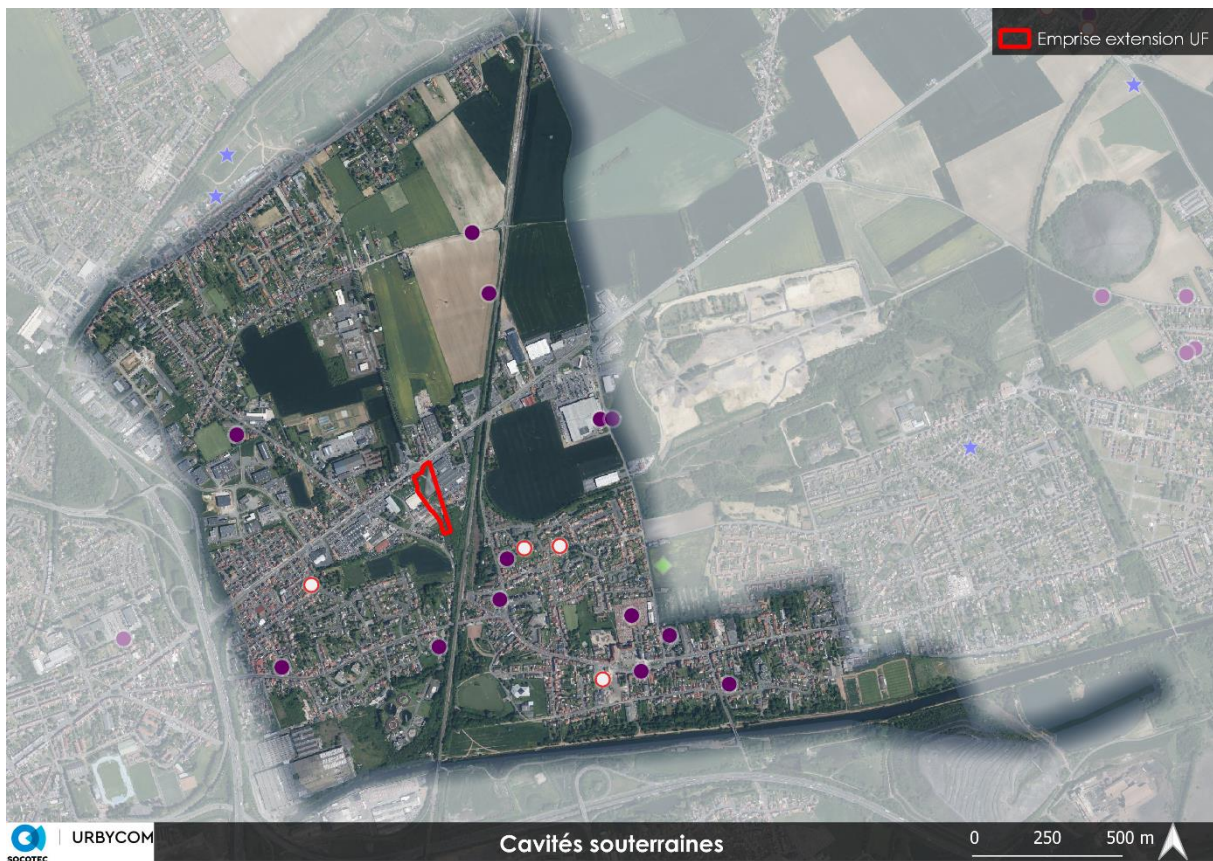 Emprise extension UF
SOCOTEC
URBYCOM
Cavités souterraines
0 250 500 m